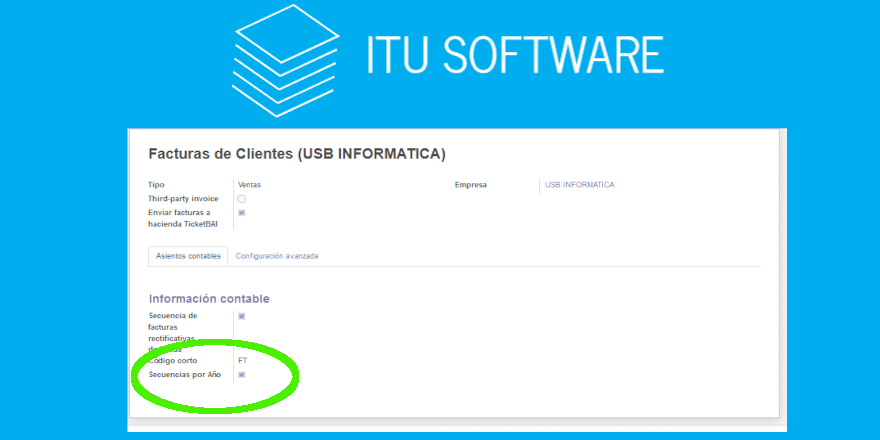 ITU SOFTWARE
Facturas de Clientes (USB INFORMATICA)
Tipo Ventas Empresa USB INFORMATICA
Third-party invoice
Enviar facturas a
hacienda TicketBAI
Asientos contables Configuración avanzada
Información contable
Secuencia de
facturas
rectificativas
Código corto FT
Secuencias por Año